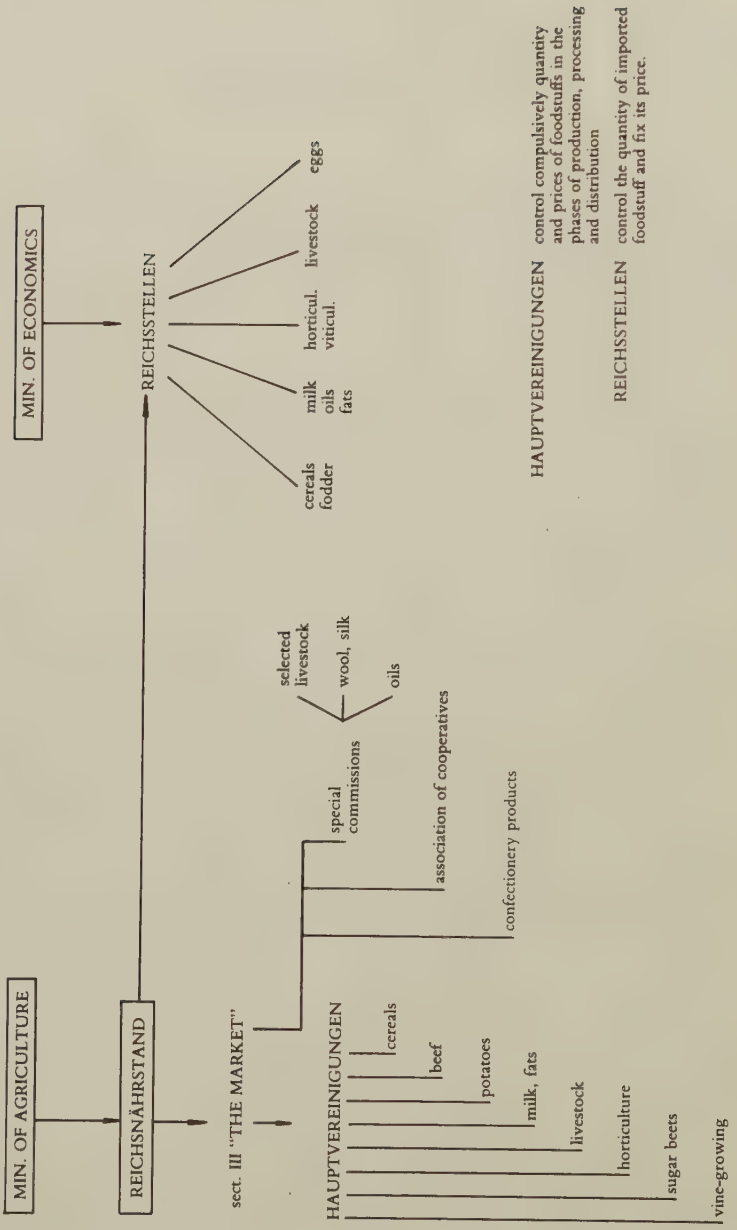 MIN. OF AGRICULTURE
MIN. OF ECONOMICS
REICHSNÄHRSTAND
REICHSSTELLEN
cereals
fodder
milk
oils
fats
horticul.
viticul.
livestock
eggs
sect. III "THE MARKET"
special
commissions
selected
livestock
wool, silk
oils
association of cooperatives
confectionery products
HAUPTVEREINIGUNGEN
cereals
beef
potatoes
milk, fats
livestock
horticulture
sugar beets
vine-growing
HAUPTVEREINIGUNGEN control compulsively quantity
and prices of foodstuffs in the
phases of production, processing
and distribution
REICHSSTELLEN control the quantity of imported
foodstuff and fix its price.